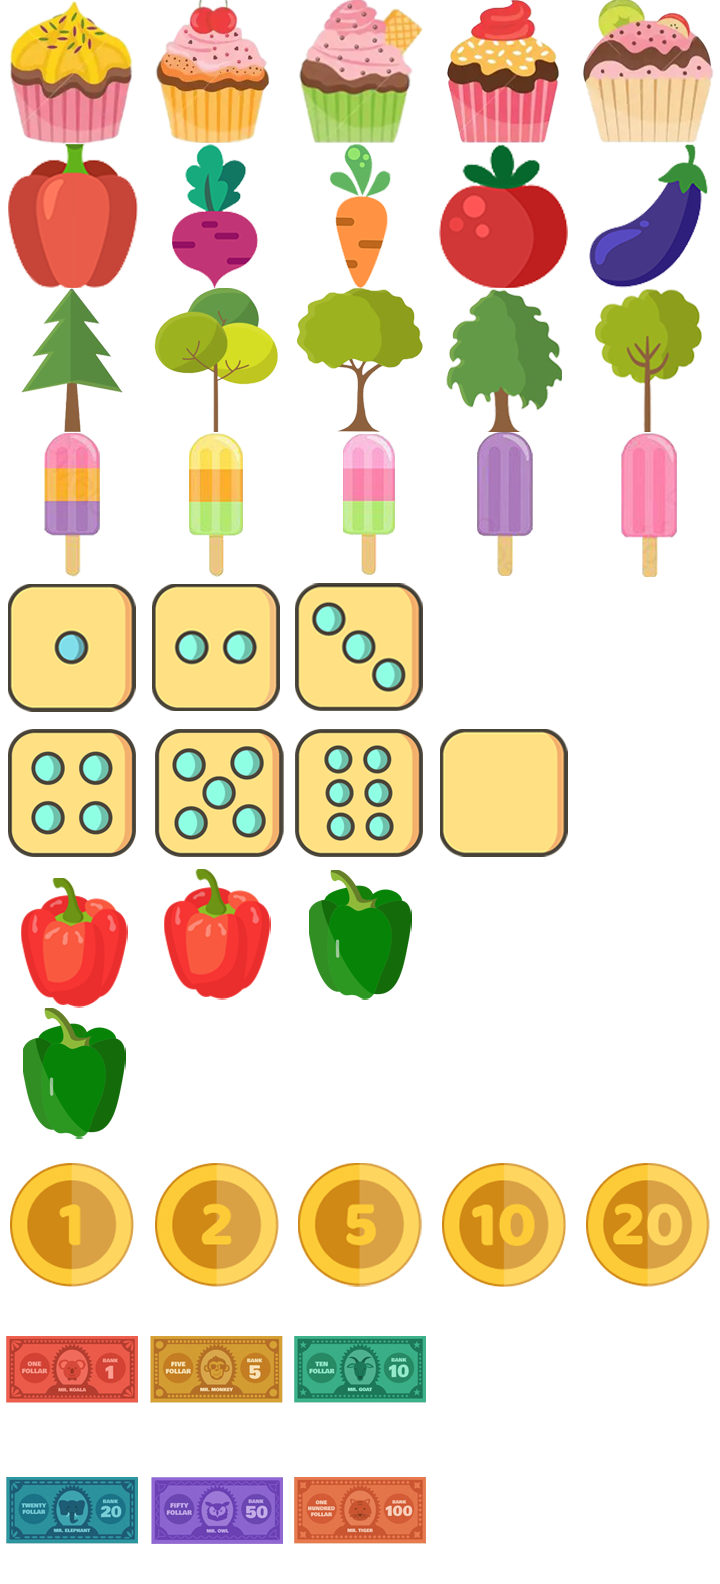 1 2 5 10 20
ONE FOLLAR BANK 1 MR. KOALA
FIVE FOLLAR BANK 5 MR. MONKEY
TEN FOLLAR BANK 10 MR. GOAT
TWENTY FOLLAR BANK 20 MR. ELEPHANT
FIFTY FOLLAR BANK 50 MR. OWL
ONE HUNDRED FOLLAR BANK 100 MR. TIGER